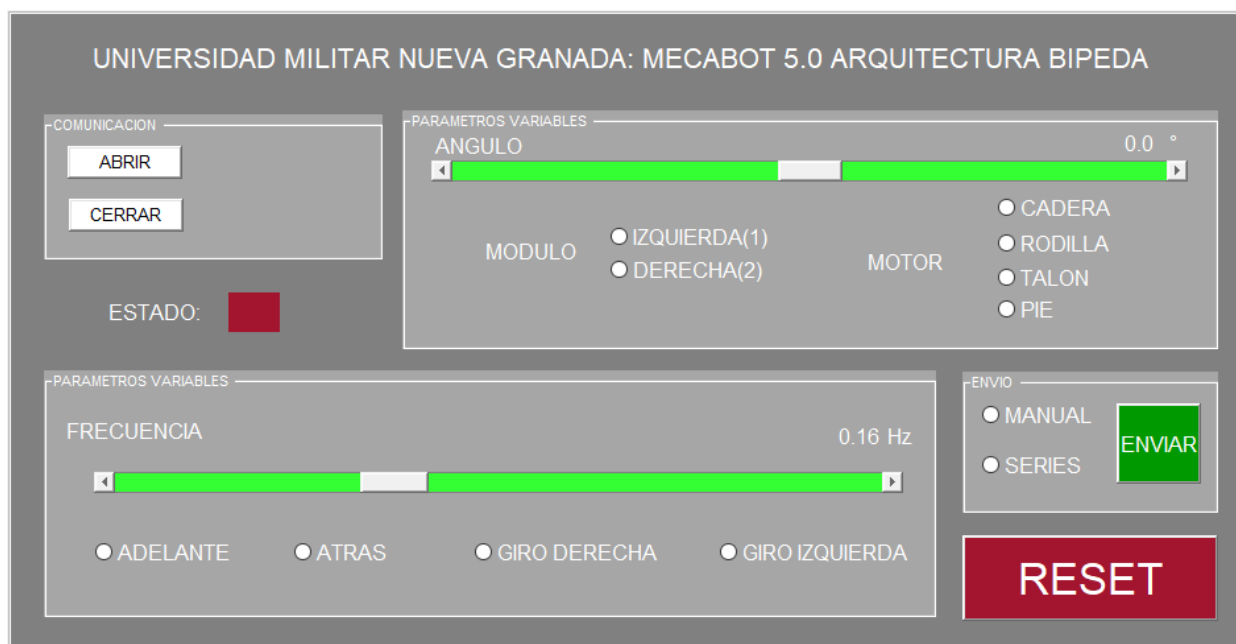 UNIVERSIDAD MILITAR NUEVA GRANADA: MECABOT 5.0 ARQUITECTURA BIPEDA
COMUNICACION
ABRIR
CERRAR
ESTADO:
PARAMETROS VARIABLES
ANGULO
0.0 °
MODULO
IZQUIERDA(1)
DERECHA(2)
MOTOR
CADERA
RODILLA
TALON
PIE
PARAMETROS VARIABLES
FRECUENCIA
0.16 Hz
ADELANTE
ATRAS
GIRO DERECHA
GIRO IZQUIERDA
ENVIO
MANUAL
SERIES
ENVIAR
RESET